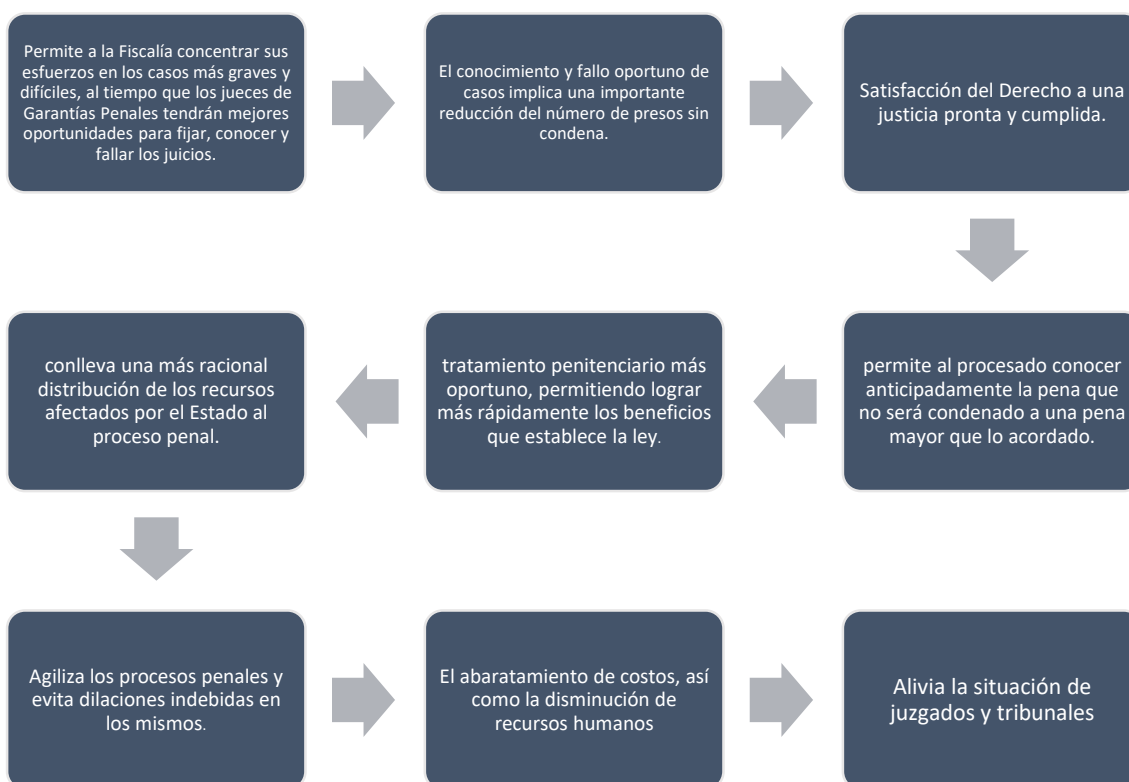 Permite a la Fiscalía concentrar sus
esfuerzos en los casos más graves y
difíciles, al tiempo que los jueces de
Garantías Penales tendrán mejores
oportunidades para fijar, conocer y
fallar los juicios.
El conocimiento y fallo oportuno de
casos implica una importante
reducción del número de presos sin
condena.
Satisfacción del Derecho a una
justicia pronta y cumplida.
permite al procesado conocer
anticipadamente la pena que
no será condenado a una pena
mayor que lo acordado.
tratamiento penitenciario más
oportuno, permitiendo lograr
más rápidamente los beneficios
que establece la ley.
conlleva una más racional
distribución de los recursos
afectados por el Estado al
proceso penal.
Agiliza los procesos penales y
evita dilaciones indebidas en
los mismos.
El abaratamiento de costos, así
como la disminución de
recursos humanos
Alivia la situación de
juzgados y tribunales